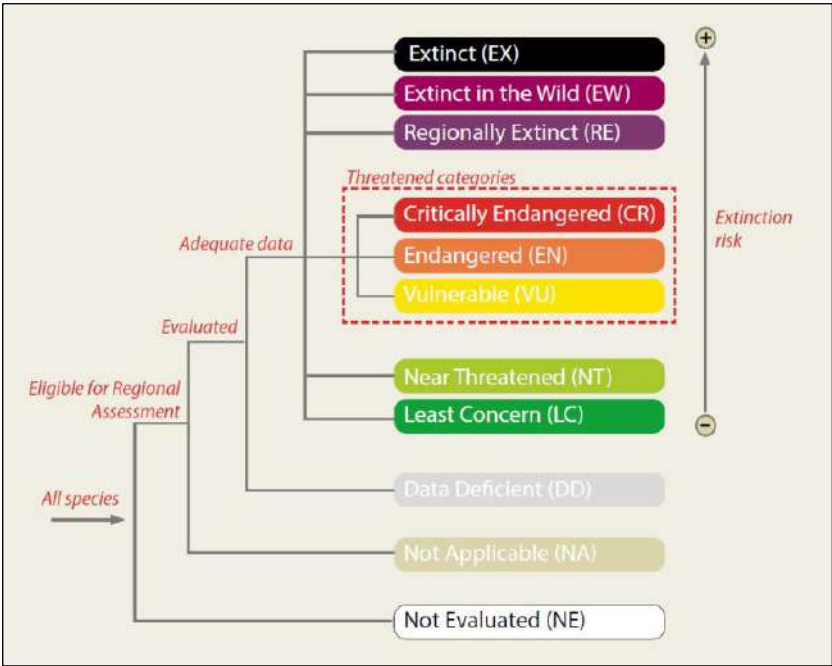 Extinct (EX)
+
Extinct in the Wild (EW)
Regionally Extinct (RE)
Threatened categories
Critically Endangered (CR)
Extinction
risk
Adequate data
Endangered (EN)
Vulnerable (VU)
Evaluated
Near Threatened (NT)
Eligible for Regional
Assessment
Least Concern (LC)
−
Data Deficient (DD)
All species
Not Applicable (NA)
Not Evaluated (NE)